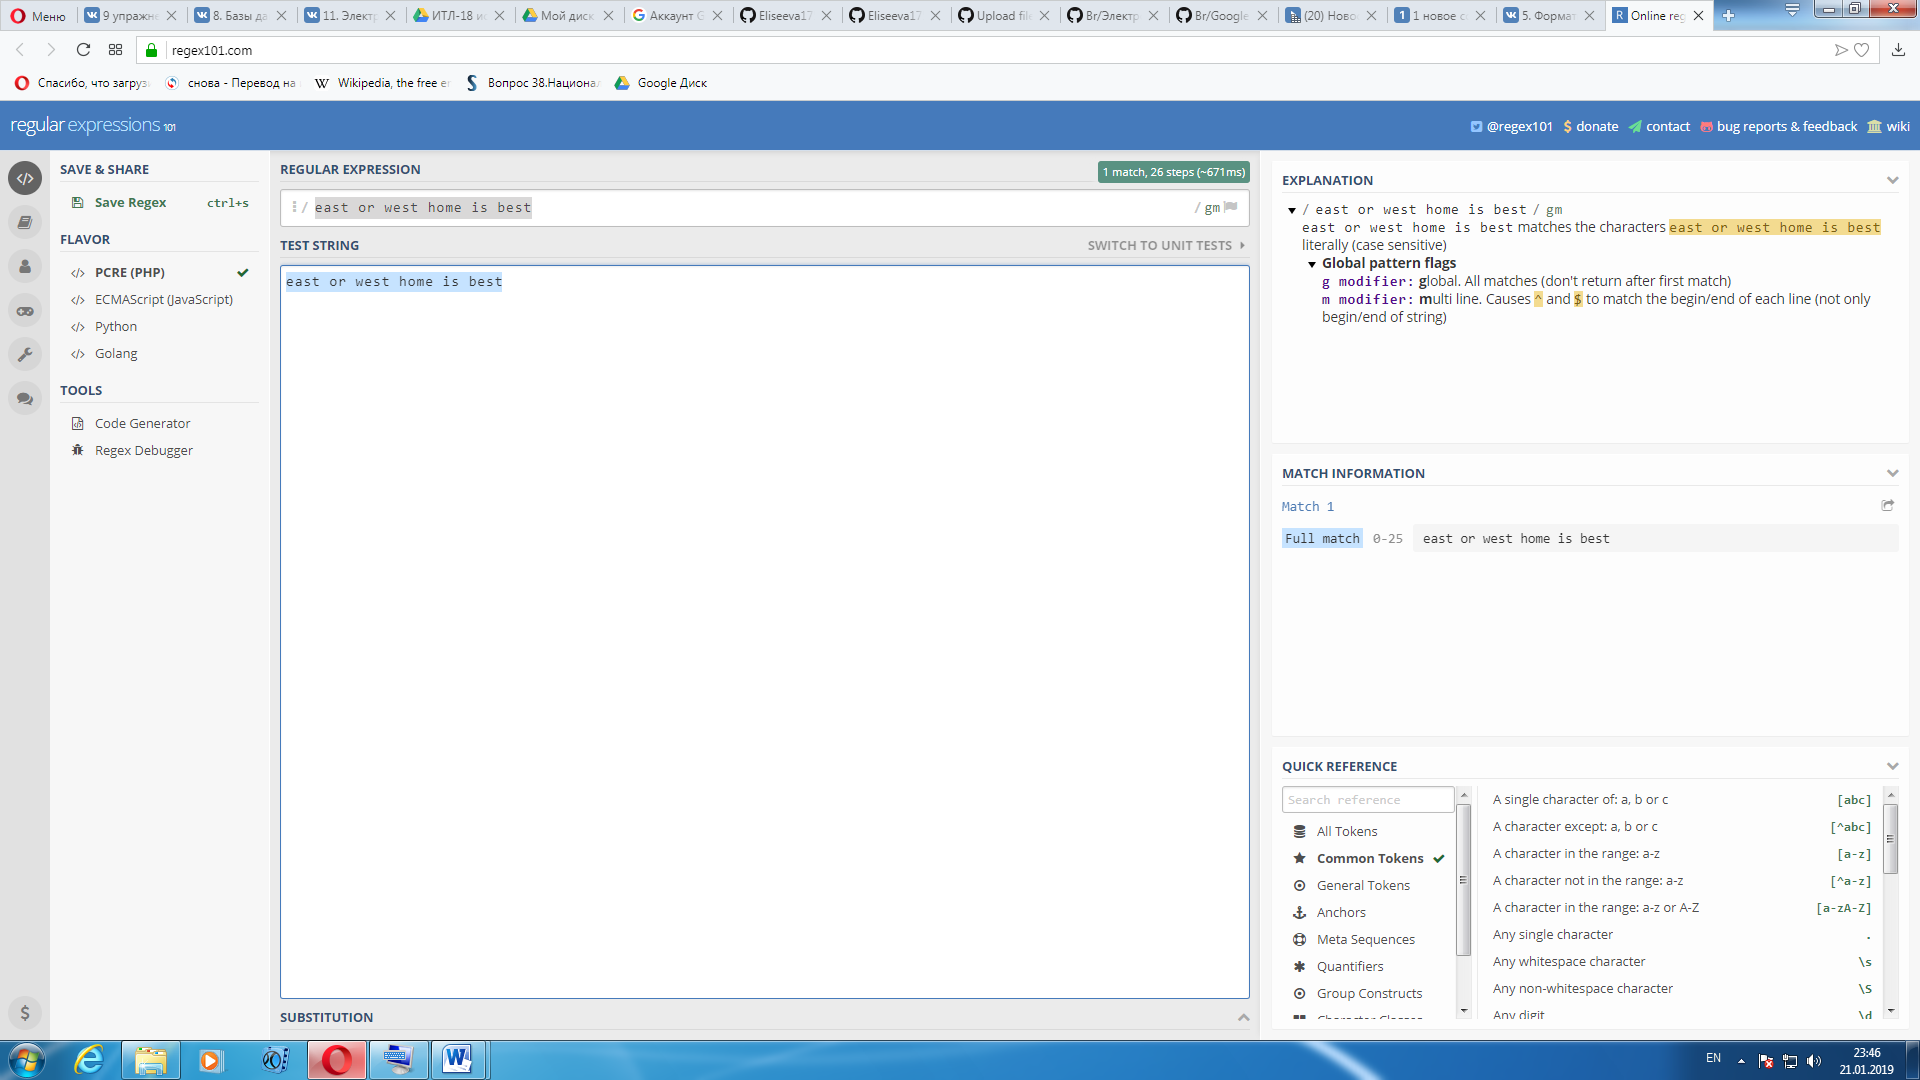 Меню
9 упражне
8. Базы да
11. Электр
ИТЛ-18 и
Мой диск
Аккаунт G
Eliseeva17
Eliseeva17
Upload file
Br/Электр
Br/Google
(20) Ново
1 новое с
5. Формат
Online reg
regex101.com
Спасибо, что загруз
снова - Перевод на
Wikipedia, the free e
Вопрос 38.Национал
Google Диск
regular expressions 101
@regex101
donate
contact
bug reports & feedback
wiki
SAVE & SHARE
Save Regex ctrl+s
FLAVOR
</> PCRE (PHP)
</> ECMAScript (JavaScript)
</> Python
</> Golang
TOOLS
Code Generator
Regex Debugger
$
REGULAR EXPRESSION
1 match, 26 steps (~671ms)
/ east or west home is best / gm
TEST STRING
SWITCH TO UNIT TESTS
east or west home is best
SUBSTITUTION
EXPLANATION
/ east or west home is best / gm
east or west home is best matches the characters east or west home is best
literally (case sensitive)
Global pattern flags
g modifier: global. All matches (don't return after first match)
m modifier: multi line. Causes ^ and $ to match the begin/end of each line (not only
begin/end of string)
MATCH INFORMATION
Match 1
Full match 0-25 east or west home is best
QUICK REFERENCE
Search reference
All Tokens
Common Tokens
General Tokens
Anchors
Meta Sequences
Quantifiers
Group Constructs
Character Classes
A single character of: a, b or c [abc]
A character except: a, b or c [^abc]
A character in the range: a-z [a-z]
A character not in the range: a-z [^a-z]
A character in the range: a-z or A-Z [a-zA-Z]
Any single character .
Any whitespace character \s
Any non-whitespace character \S
Any digit \d
EN
23:46
21.01.2019